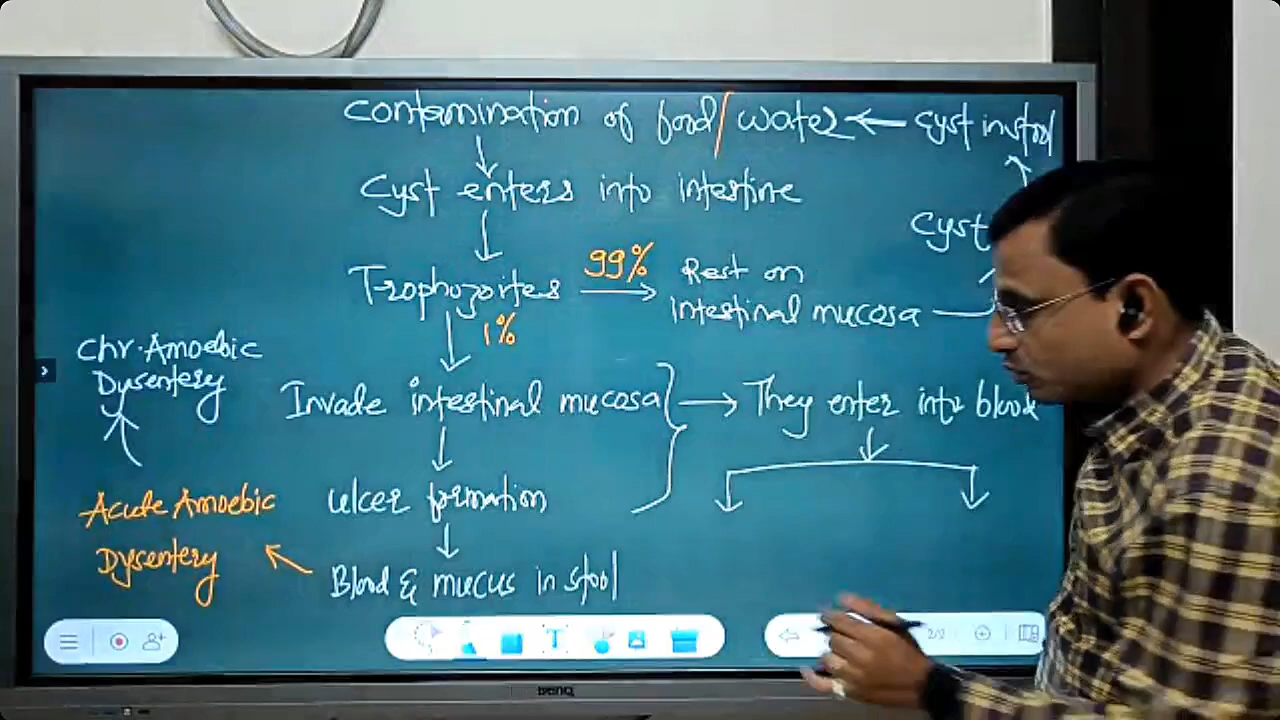 Contamination of food/water ← cyst in stool
Cyst enters into intestine
Cyst
Trophozoites 99% → Rest on
intestinal mucosa
1%
Chr. Amoebic
Dysentery
Invade intestinal mucosa → They enter into blood
Acute Amoebic
Dysentery
Ulcer formation
Blood & mucus in stool
T
2/2
BenQ